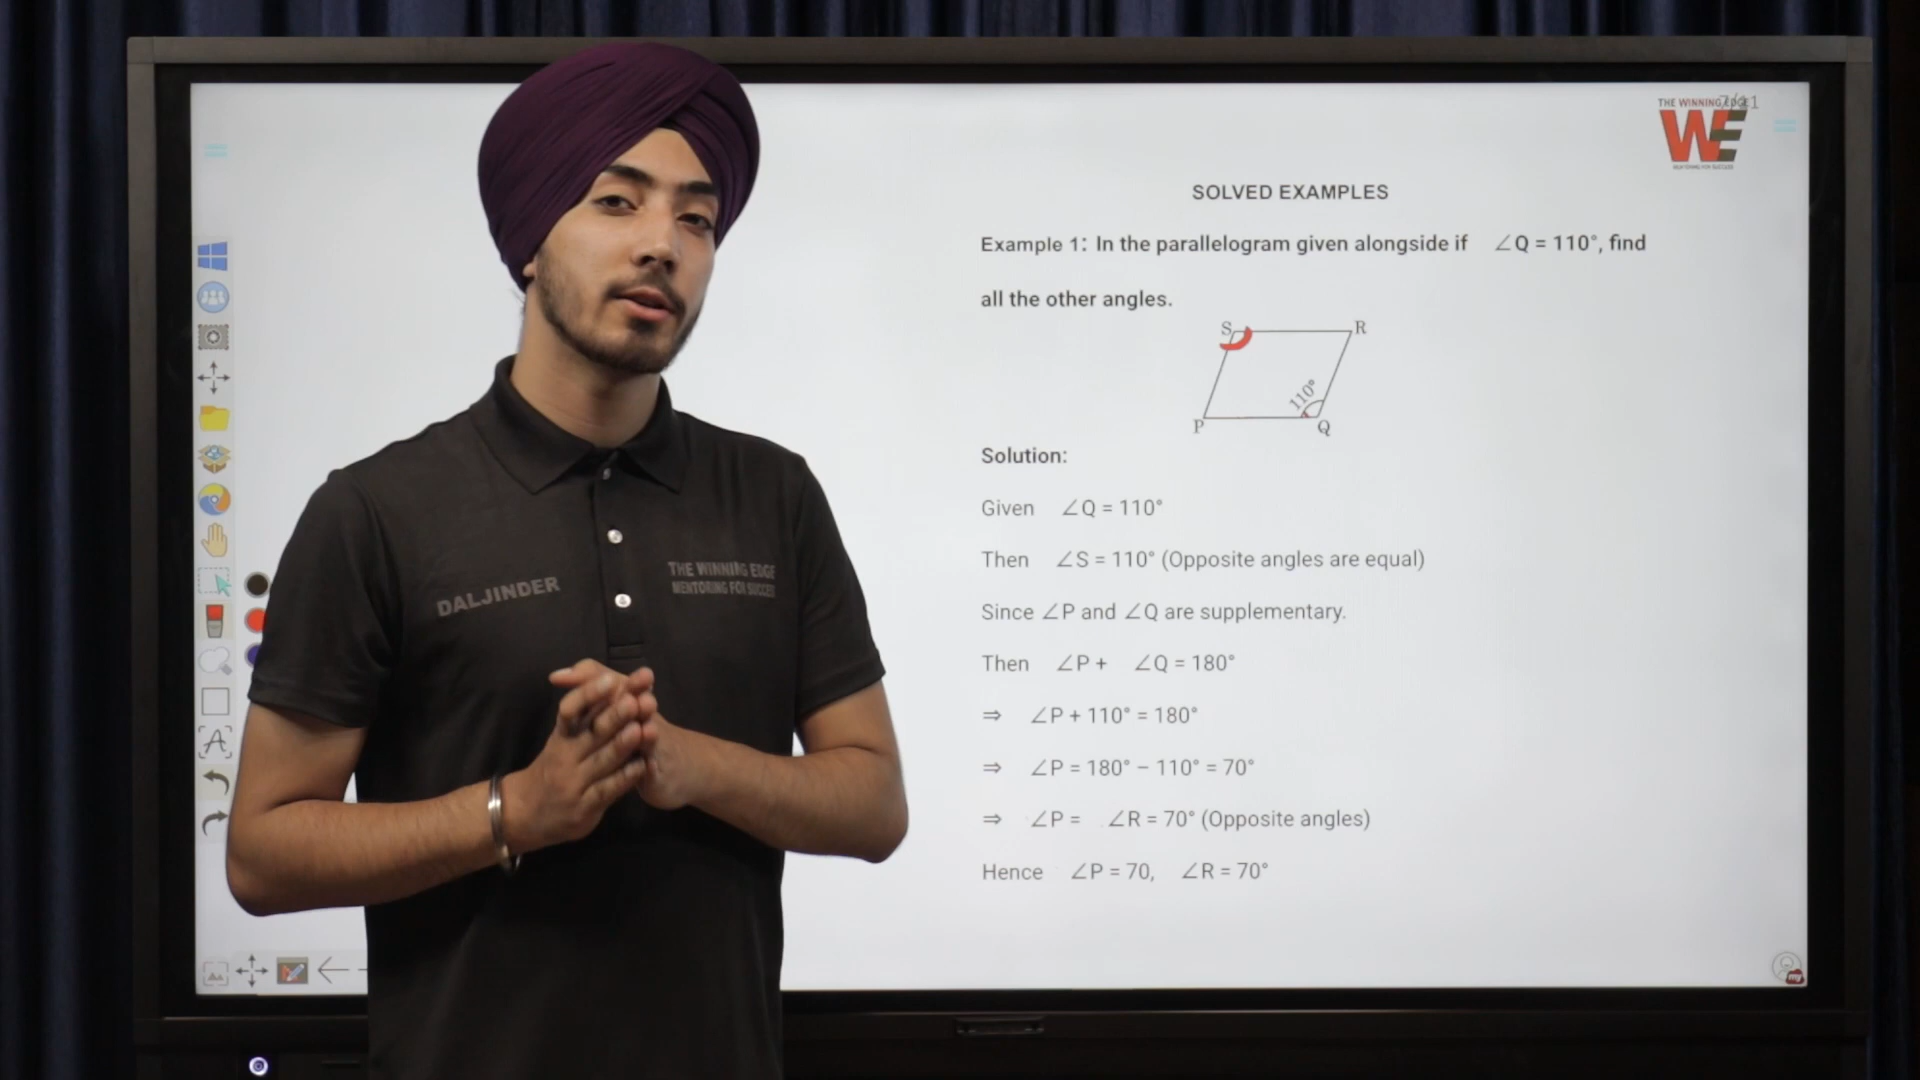 THE WINNING EDGE
WE
SOLVED EXAMPLES
Example 1: In the parallelogram given alongside if ∠Q = 110°, find
all the other angles.
S R
110°
P Q
Solution:
Given ∠Q = 110°
Then ∠S = 110° (Opposite angles are equal)
Since ∠P and ∠Q are supplementary.
Then ∠P + ∠Q = 180°
⇒ ∠P + 110° = 180°
⇒ ∠P = 180° − 110° = 70°
⇒ ∠P = ∠R = 70° (Opposite angles)
Hence ∠P = 70, ∠R = 70°
DALJINDER
THE WINNING EDGE
MENTORING FOR SUCCESS